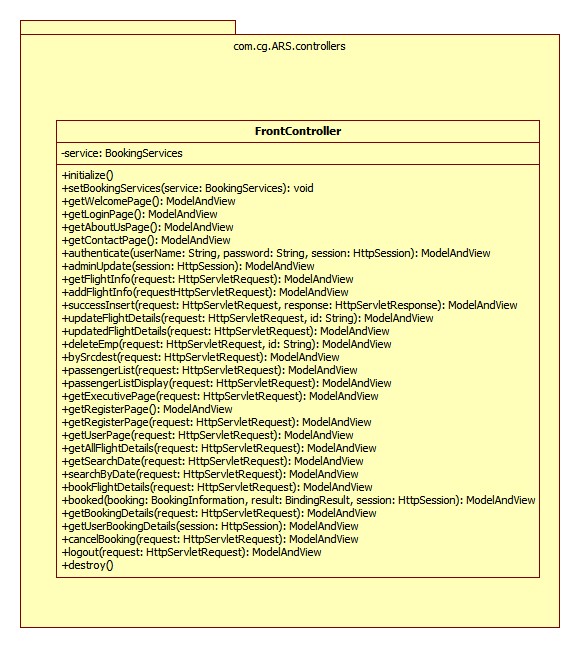 com.cg.ARS.controllers
FrontController
-service: BookingServices
+initialize()
+setBookingServices(service: BookingServices): void
+getWelcomePage(): ModelAndView
+getLoginPage(): ModelAndView
+getAboutUsPage(): ModelAndView
+getContactPage(): ModelAndView
+authenticate(userName: String, password: String, session: HttpSession): ModelAndView
+adminUpdate(session: HttpSession): ModelAndView
+getFlightInfo(request: HttpServletRequest): ModelAndView
+addFlightInfo(requestHttpServletRequest): ModelAndView
+successInsert(request: HttpServletRequest, response: HttpServletResponse): ModelAndView
+updateFlightDetails(request: HttpServletRequest, id: String): ModelAndView
+updatedFlightDetails(request: HttpServletRequest): ModelAndView
+deleteEmp(request: HttpServletRequest, id: String): ModelAndView
+bySrcdest(request: HttpServletRequest): ModelAndView
+passengerList(request: HttpServletRequest): ModelAndView
+passengerListDisplay(request: HttpServletRequest): ModelAndView
+getExecutivePage(request: HttpServletRequest): ModelAndView
+getRegisterPage(): ModelAndView
+getRegisterPage(request: HttpServletRequest): ModelAndView
+getUserPage(request: HttpServletRequest): ModelAndView
+getAllFlightDetails(request: HttpServletRequest): ModelAndView
+getSearchDate(request: HttpServletRequest): ModelAndView
+searchByDate(request: HttpServletRequest): ModelAndView
+bookFlightDetails(request: HttpServletRequest): ModelAndView
+booked(booking: BookingInformation, result: BindingResult, session: HttpSession): ModelAndView
+getBookingDetails(request: HttpServletRequest): ModelAndView
+getUserBookingDetails(session: HttpSession): ModelAndView
+cancelBooking(request: HttpServletRequest): ModelAndView
+logout(request: HttpServletRequest): ModelAndView
+destroy()